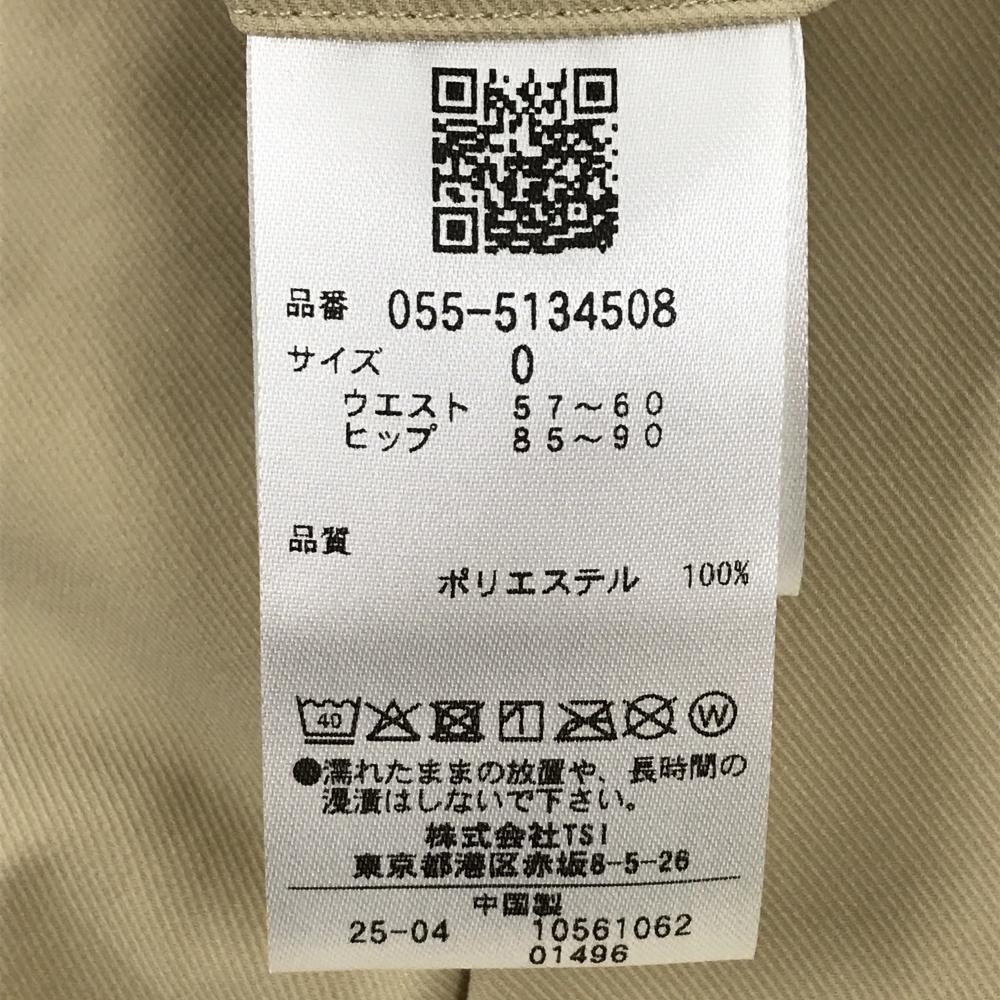 品番 055-5134508
サイズ 0
ウエスト 57～60
ヒップ 85～90
品質
ポリエステル 100%
40 W
●濡れたままの放置や、長時間の
浸漬はしないで下さい。
株式会社TSI
東京都港区赤坂8-5-26
中国製
25-04 10561062
01496